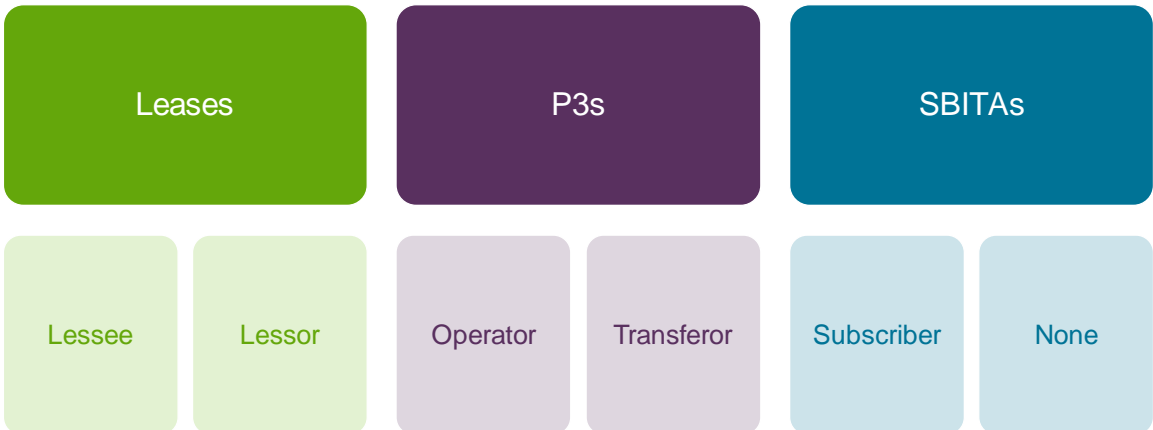 Leases
P3s
SBITAs
Lessee
Lessor
Operator
Transferor
Subscriber
None